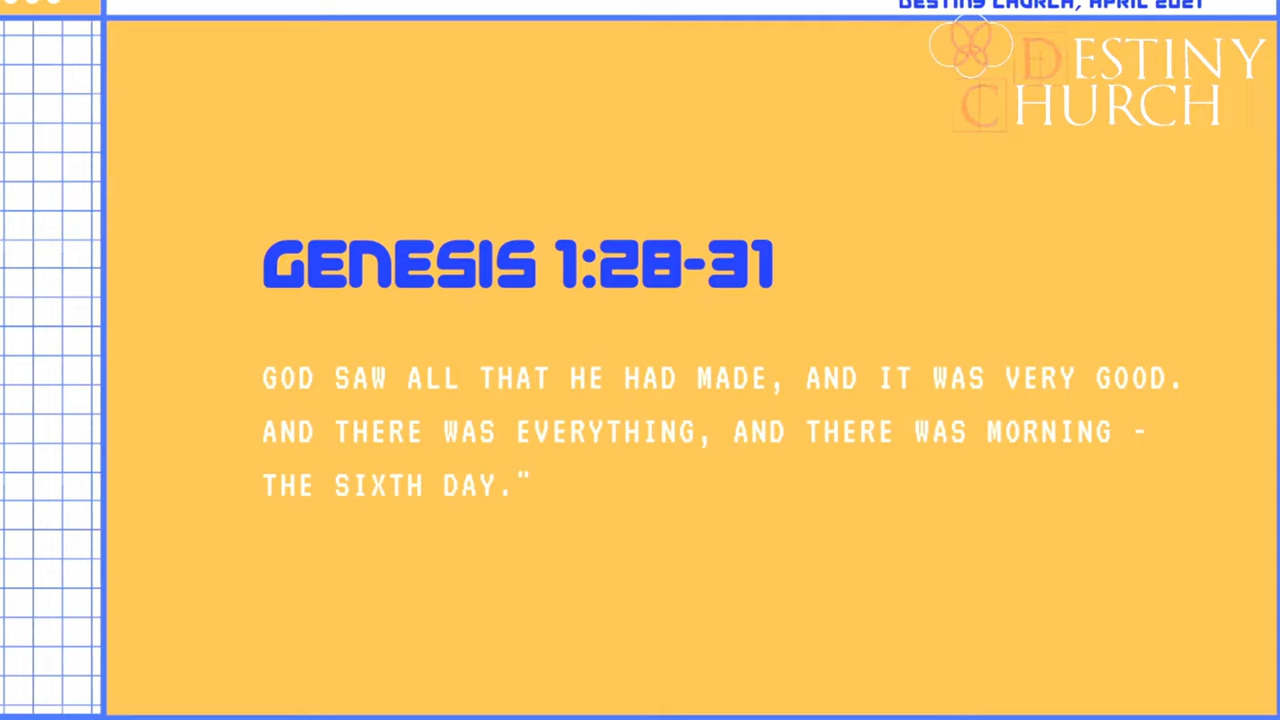 DESTINY CHURCH, APRIL 2021
DESTINY
CHURCH
GENESIS 1:28-31
GOD SAW ALL THAT HE HAD MADE, AND IT WAS VERY GOOD.
AND THERE WAS EVERYTHING, AND THERE WAS MORNING -
THE SIXTH DAY."